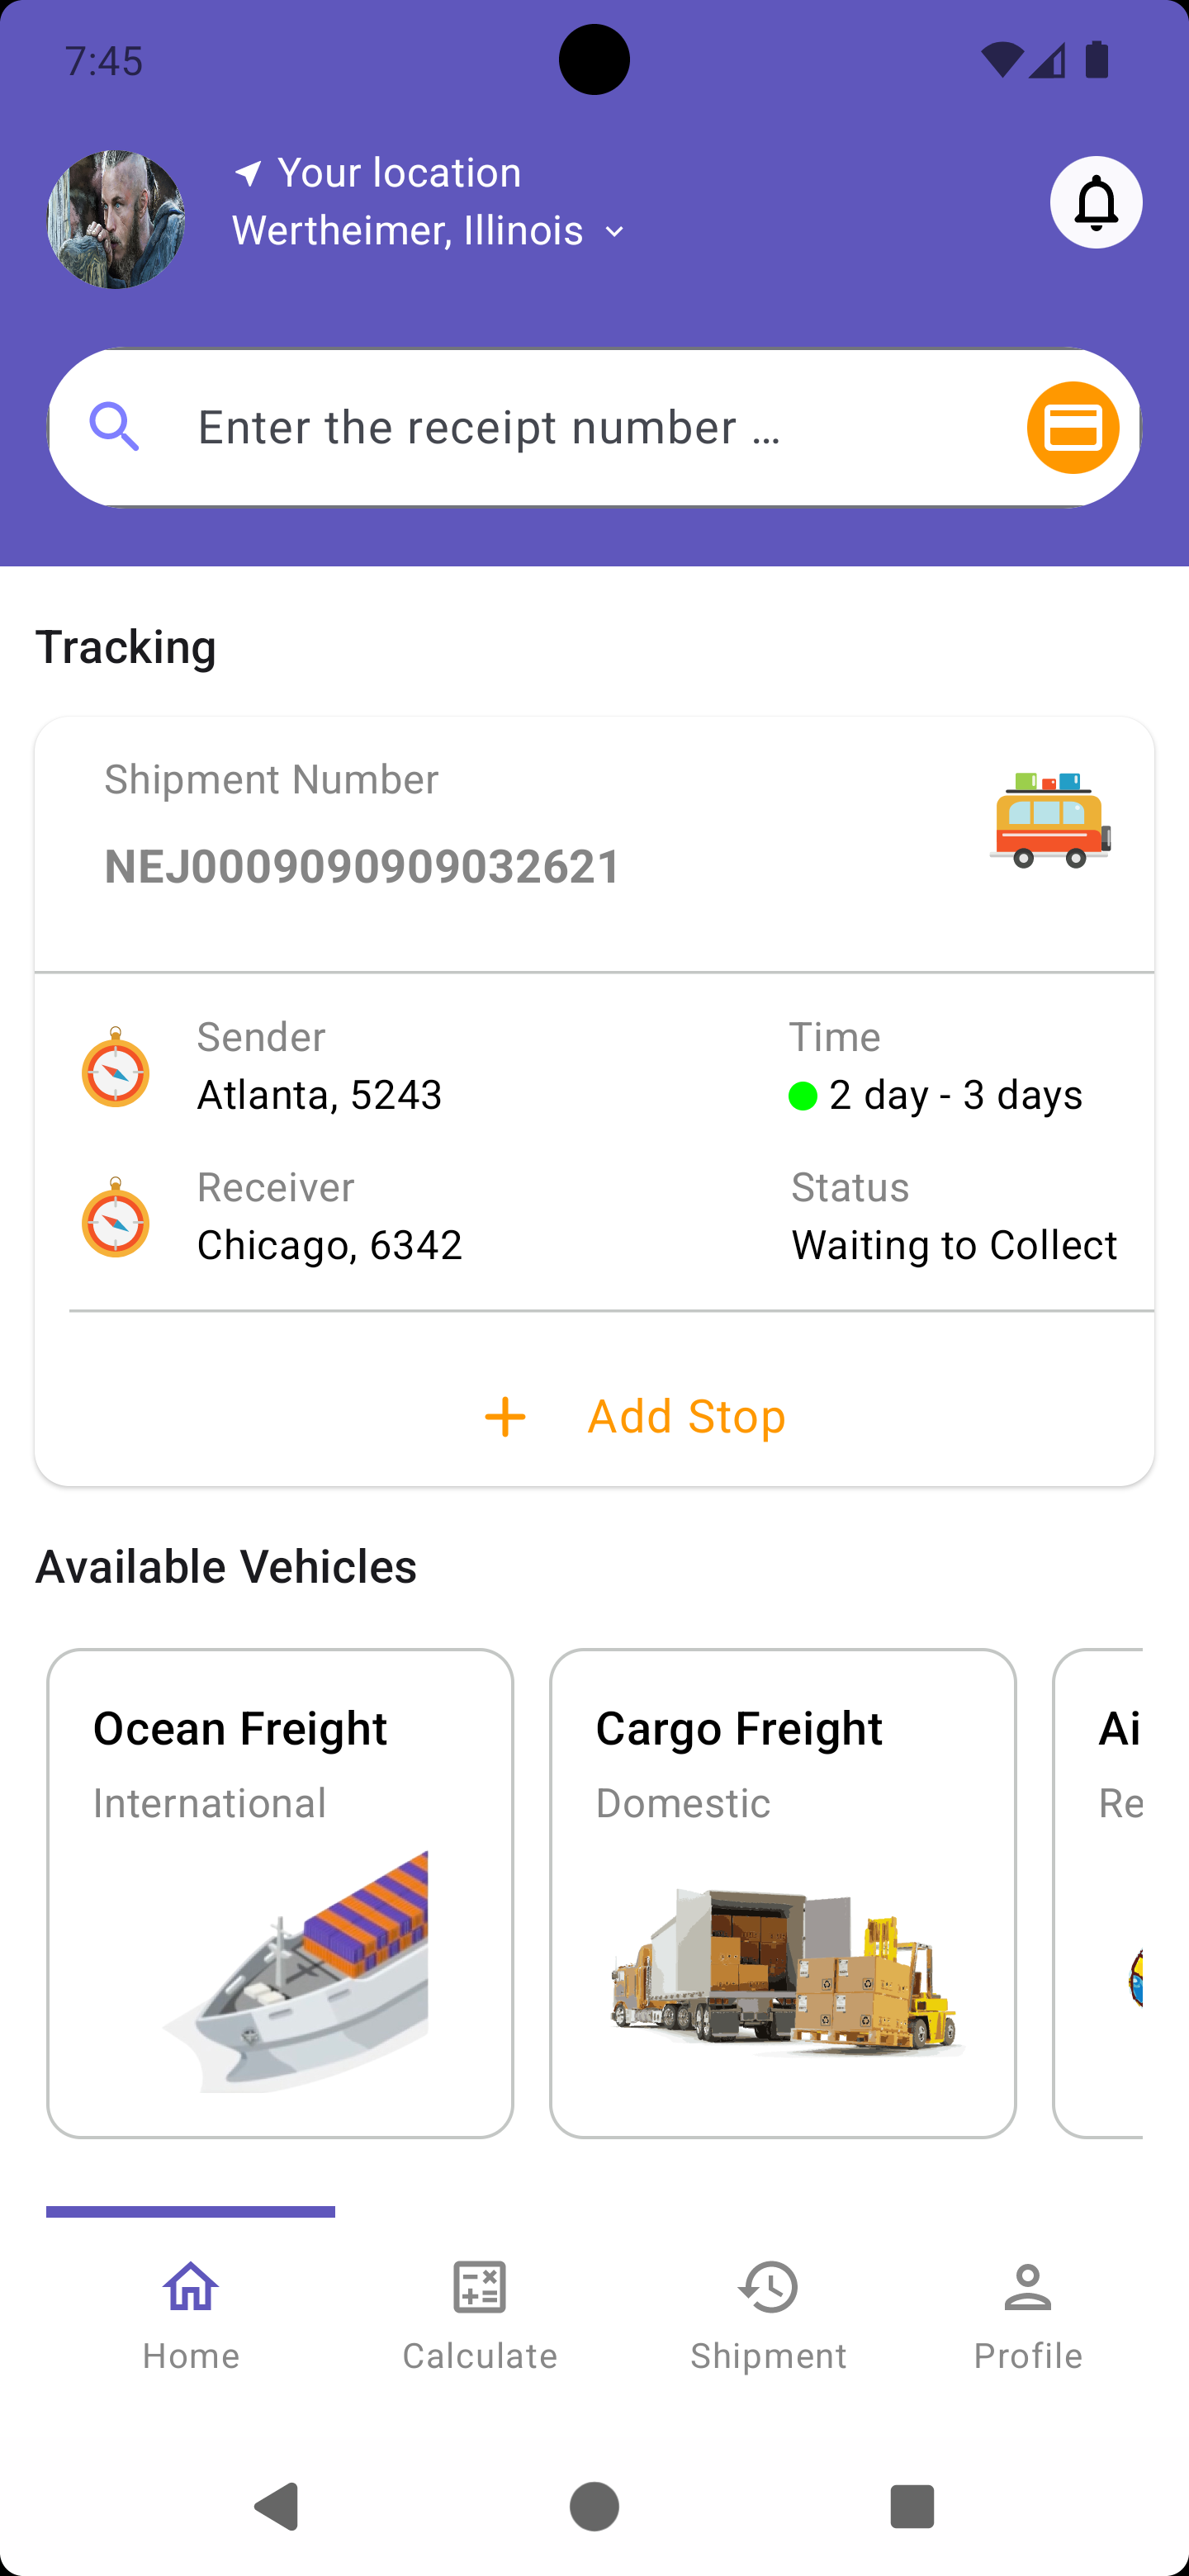 7:45
Your location
Wertheimer, Illinois
Enter the receipt number ...
Tracking
Shipment Number
NEJ0009090909032621
Sender
Time
Atlanta, 5243
2 day - 3 days
Receiver
Status
Chicago, 6342
Waiting to Collect
Add Stop
Available Vehicles
Ocean Freight
Cargo Freight
Ai
International
Domestic
Re
Home
Calculate
Shipment
Profile